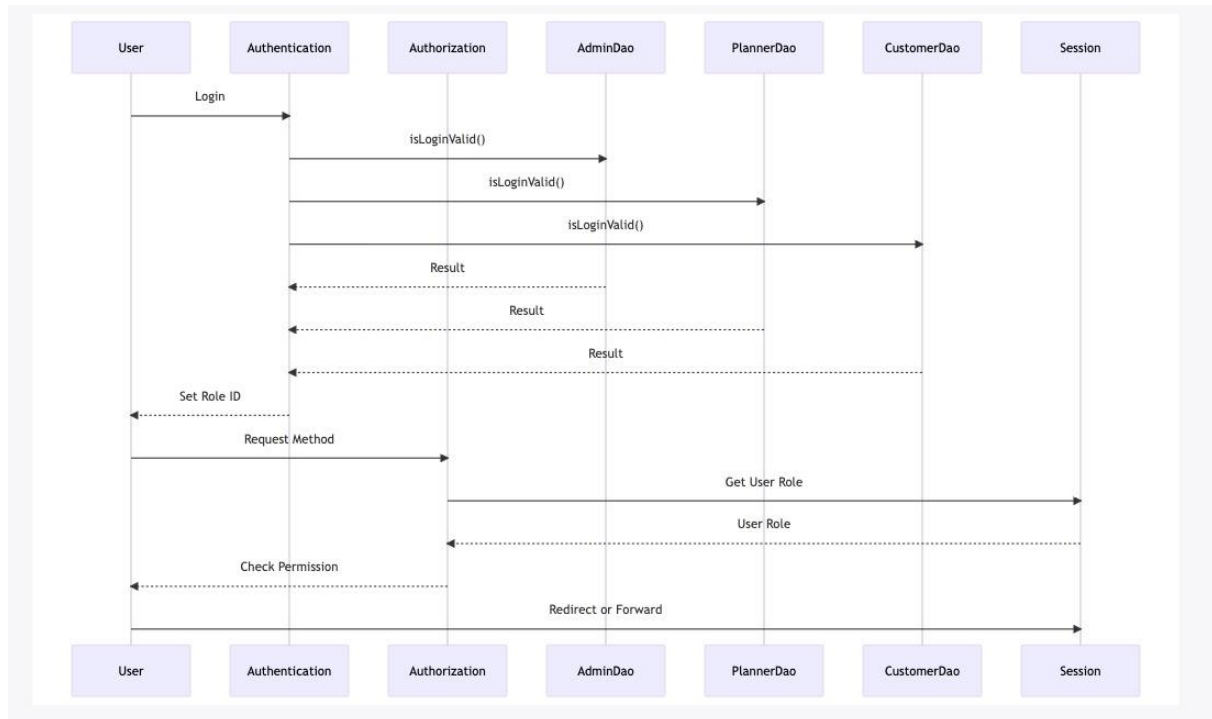 User Authentication Authorization AdminDao PlannerDao CustomerDao Session
Login
isLoginValid()
isLoginValid()
isLoginValid()
Result
Result
Result
Set Role ID
Request Method
Get User Role
User Role
Check Permission
Redirect or Forward
User Authentication Authorization AdminDao PlannerDao CustomerDao Session